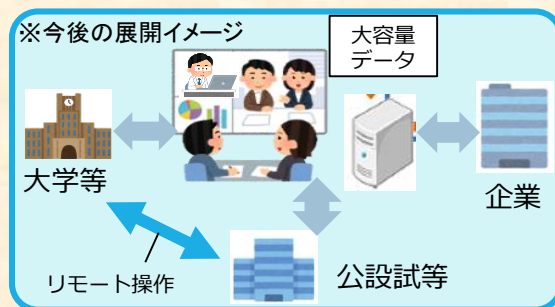 ※今後の展開イメージ
大容量
データ
大学等
企業
公設試等
リモート操作